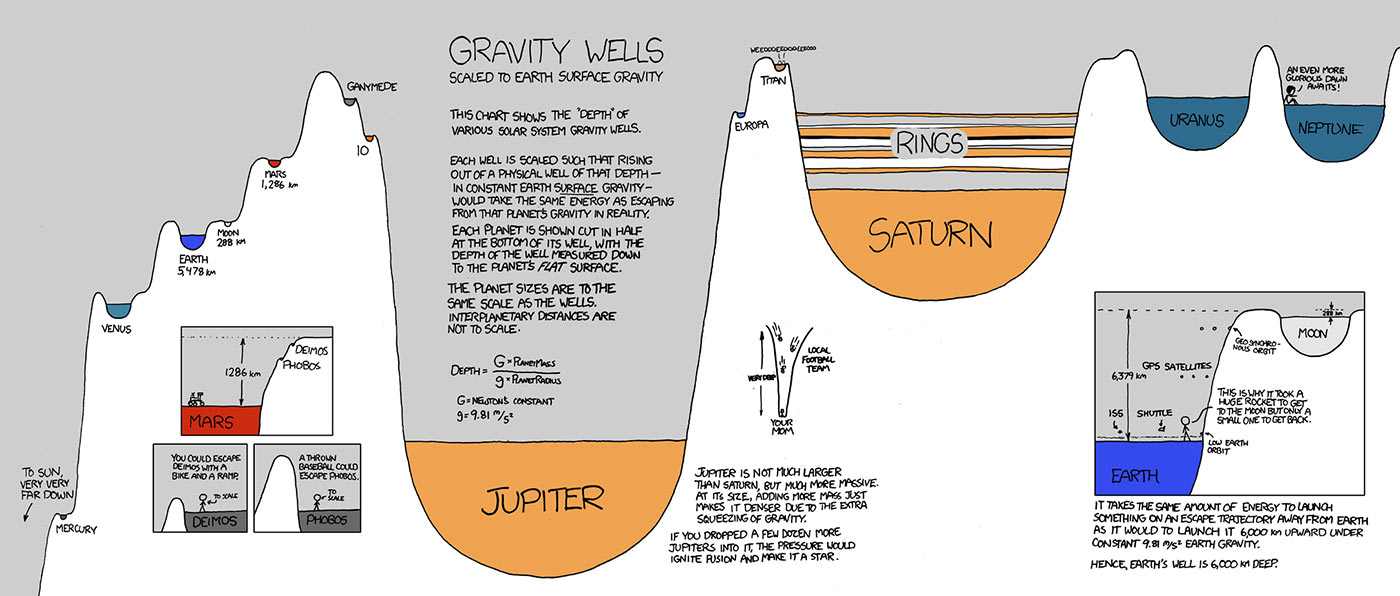 GRAVITY WELLS
SCALED TO EARTH SURFACE GRAVITY
THIS CHART SHOWS THE "DEPTH" OF
VARIOUS SOLAR SYSTEM GRAVITY WELLS.
EACH WELL IS SCALED SUCH THAT RISING
OUT OF A PHYSICAL WELL OF THAT DEPTH—
IN CONSTANT EARTH SURFACE GRAVITY—
WOULD TAKE THE SAME ENERGY AS ESCAPING
FROM THAT PLANET'S GRAVITY IN REALITY.
EACH PLANET IS SHOWN CUT IN HALF
AT THE BOTTOM OF ITS WELL, WITH THE
DEPTH OF THE WELL MEASURED DOWN
TO THE PLANET'S FLAT SURFACE.
THE PLANET SIZES ARE TO THE
SAME SCALE AS THE WELLS.
INTERPLANETARY DISTANCES ARE
NOT TO SCALE.
DEPTH = G × PLANETMASS / g × PLANETRADIUS
G = NEWTON'S CONSTANT
g = 9.81 m/s²
TO SUN,
VERY VERY
FAR DOWN
MERCURY
VENUS
EARTH
5,478 km
MOON
288 km
MARS
1,286 km
GANYMEDE
IO
JUPITER
DEIMOS
PHOBOS
1286 km
MARS
YOU COULD ESCAPE
DEIMOS WITH A
BIKE AND A RAMP.
TO SCALE
DEIMOS
A THROWN
BASEBALL COULD
ESCAPE PHOBOS.
TO
SCALE
PHOBOS
EUROPA
TITAN
RINGS
SATURN
URANUS
AN EVEN MORE
GLORIOUS DAWN
AWAITS!
NEPTUNE
VERY DEEP
LOCAL
FOOTBALL
TEAM
YOUR
MOM
JUPITER IS NOT MUCH LARGER
THAN SATURN, BUT MUCH MORE MASSIVE.
AT ITS SIZE, ADDING MORE MASS JUST
MAKES IT DENSER DUE TO THE EXTRA
SQUEEZING OF GRAVITY.
IF YOU DROPPED A FEW DOZEN MORE
JUPITERS INTO IT, THE PRESSURE WOULD
IGNITE FUSION AND MAKE IT A STAR.
288 km
MOON
GEOSYNCHRO-
NOUS ORBIT
GPS SATELLITES
6,379 km
ISS
SHUTTLE
THIS IS WHY IT TOOK A
HUGE ROCKET TO GET
TO THE MOON BUT ONLY A
SMALL ONE TO GET BACK.
LOW EARTH
ORBIT
EARTH
IT TAKES THE SAME AMOUNT OF ENERGY TO LAUNCH
SOMETHING ON AN ESCAPE TRAJECTORY AWAY FROM EARTH
AS IT WOULD TO LAUNCH IT 6,000 km UPWARD UNDER
CONSTANT 9.81 m/s² EARTH GRAVITY.
HENCE, EARTH'S WELL IS 6,000 km DEEP.